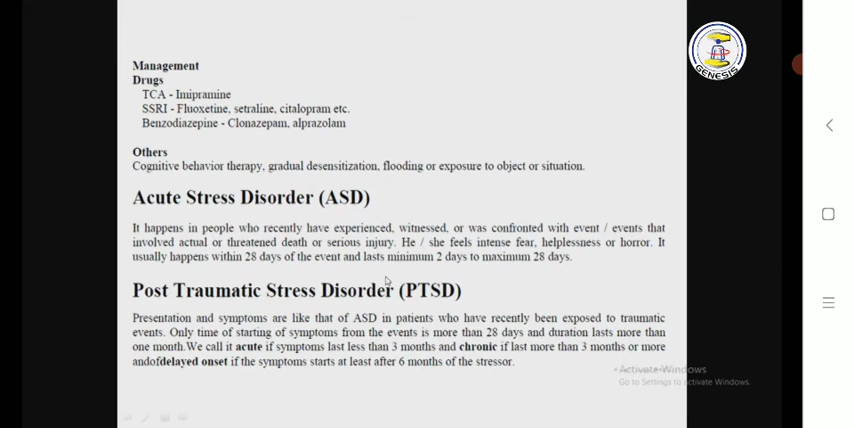 GENESIS
Management
Drugs
TCA - Imipramine
SSRI - Fluoxetine, setraline, citalopram etc.
Benzodiazepine - Clonazepam, alprazolam
Others
Cognitive behavior therapy, gradual desensitization, flooding or exposure to object or situation.
Acute Stress Disorder (ASD)
It happens in people who recently have experienced, witnessed, or was confronted with event / events that
involved actual or threatened death or serious injury. He / she feels intense fear, helplessness or horror. It
usually happens within 28 days of the event and lasts minimum 2 days to maximum 28 days.
Post Traumatic Stress Disorder (PTSD)
Presentation and symptoms are like that of ASD in patients who have recently been exposed to traumatic
events. Only time of starting of symptoms from the events is more than 28 days and duration lasts more than
one month.We call it acute if symptoms last less than 3 months and chronic if last more than 3 months or more
andofdelayed onset if the symptoms starts at least after 6 months of the stressor.
Activate Windows
Go to Settings to activate Windows.